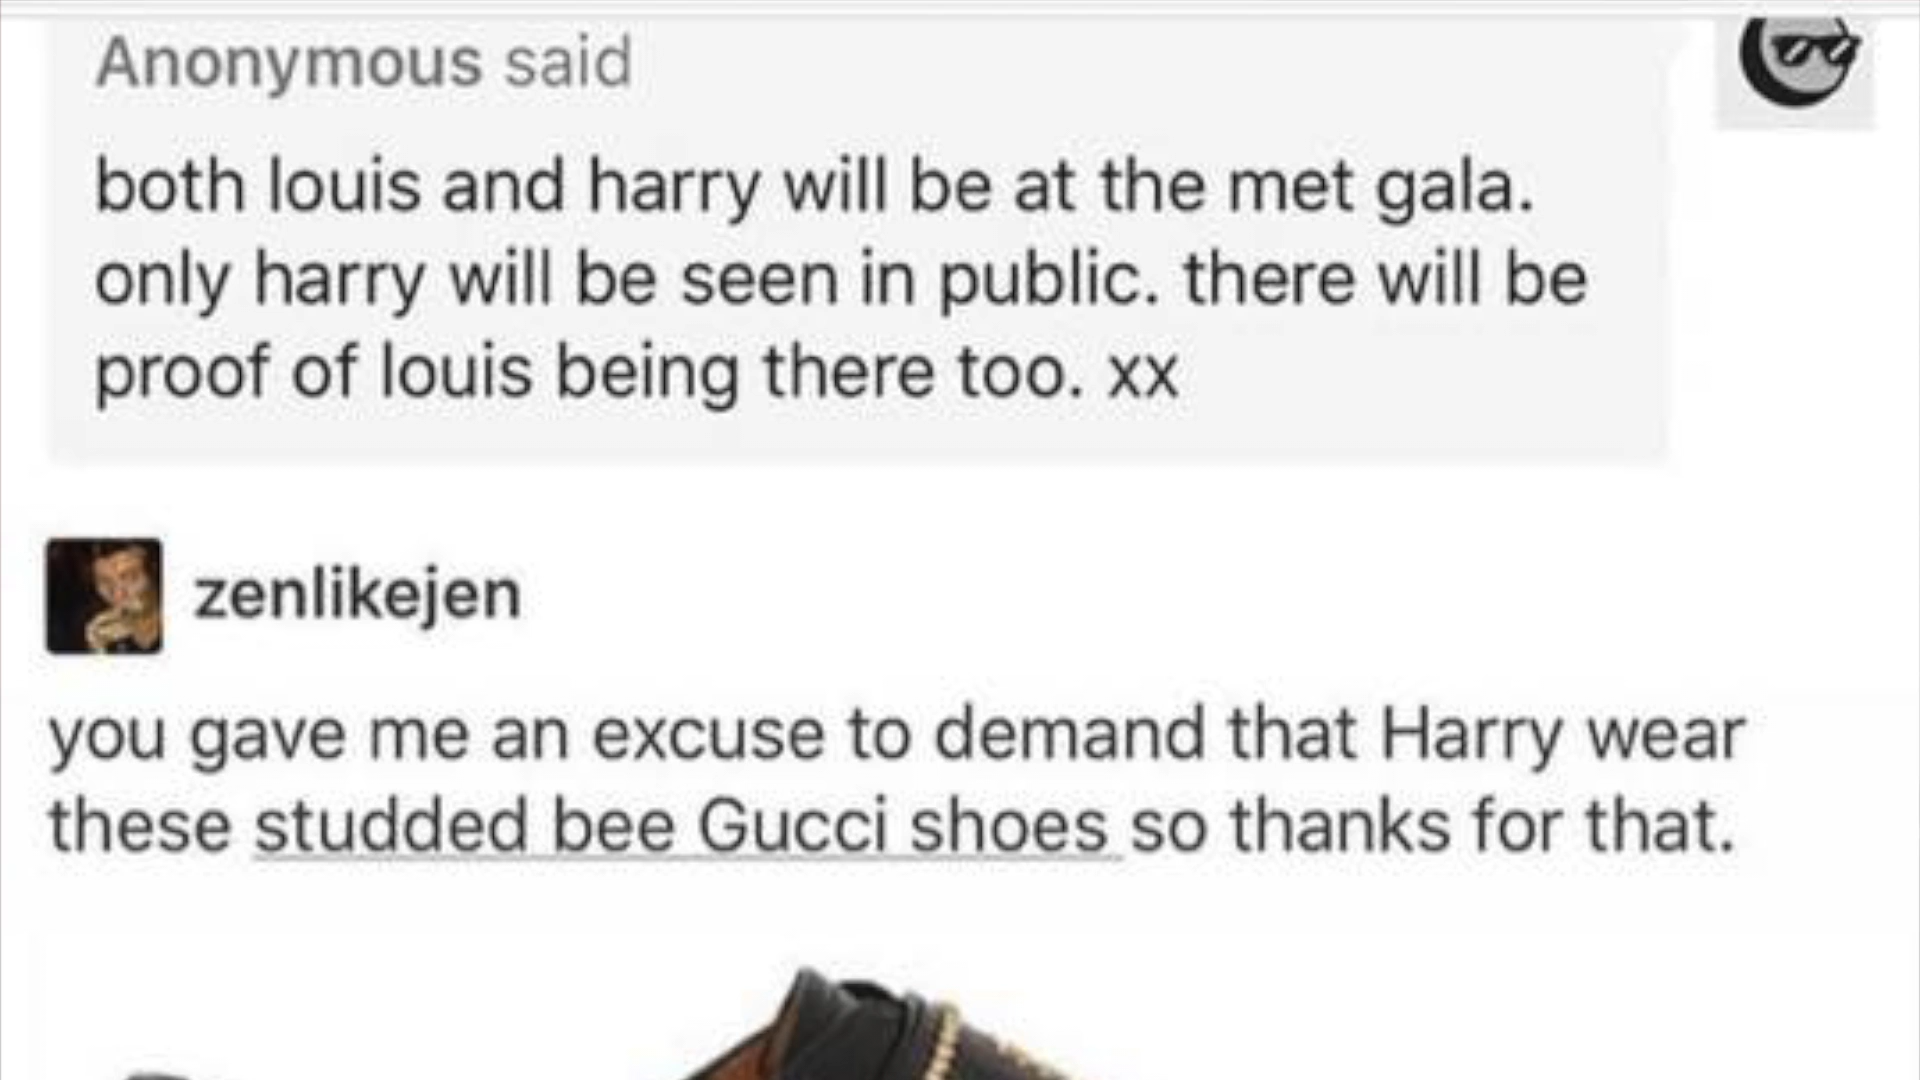 Anonymous said
both louis and harry will be at the met gala.
only harry will be seen in public. there will be
proof of louis being there too. xx
zenlikejen
you gave me an excuse to demand that Harry wear
these studded bee Gucci shoes so thanks for that.